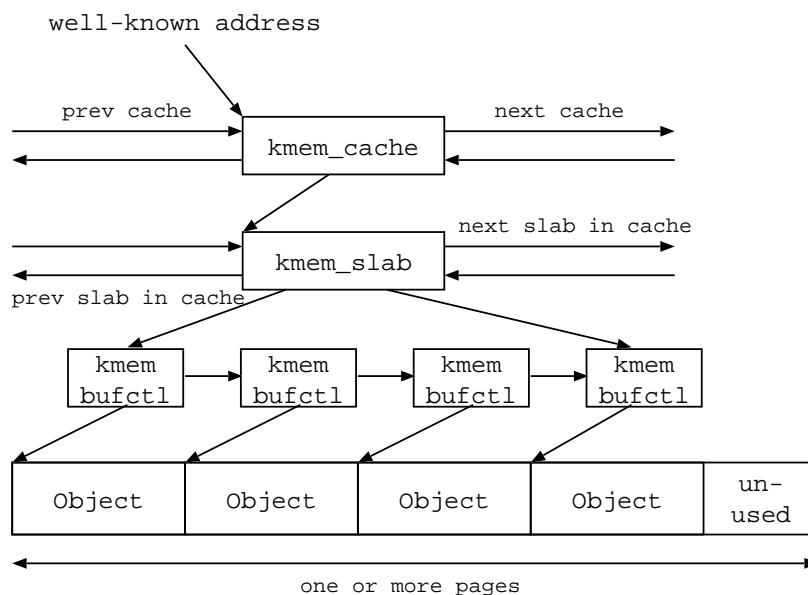 well-known address
prev cache
next cache
kmem_cache
next slab in cache
kmem_slab
prev slab in cache
kmem
bufctl
kmem
bufctl
kmem
bufctl
kmem
bufctl
Object
Object
Object
Object
un-
used
one or more pages